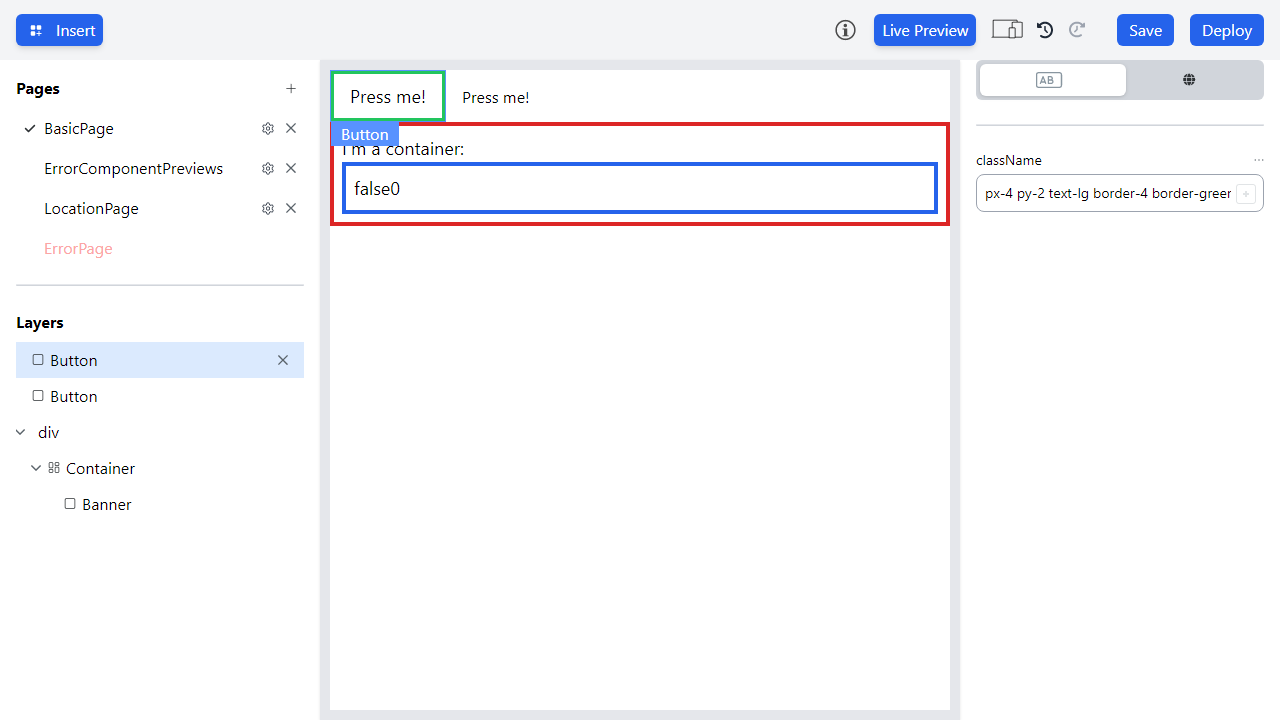 Insert
Live Preview
Save
Deploy
Pages
BasicPage
ErrorComponentPreviews
LocationPage
ErrorPage
Layers
Button
Button
div
Container
Banner
Press me!
Press me!
Button
I'm a container:
false0
AB
className
px-4 py-2 text-lg border-4 border-green